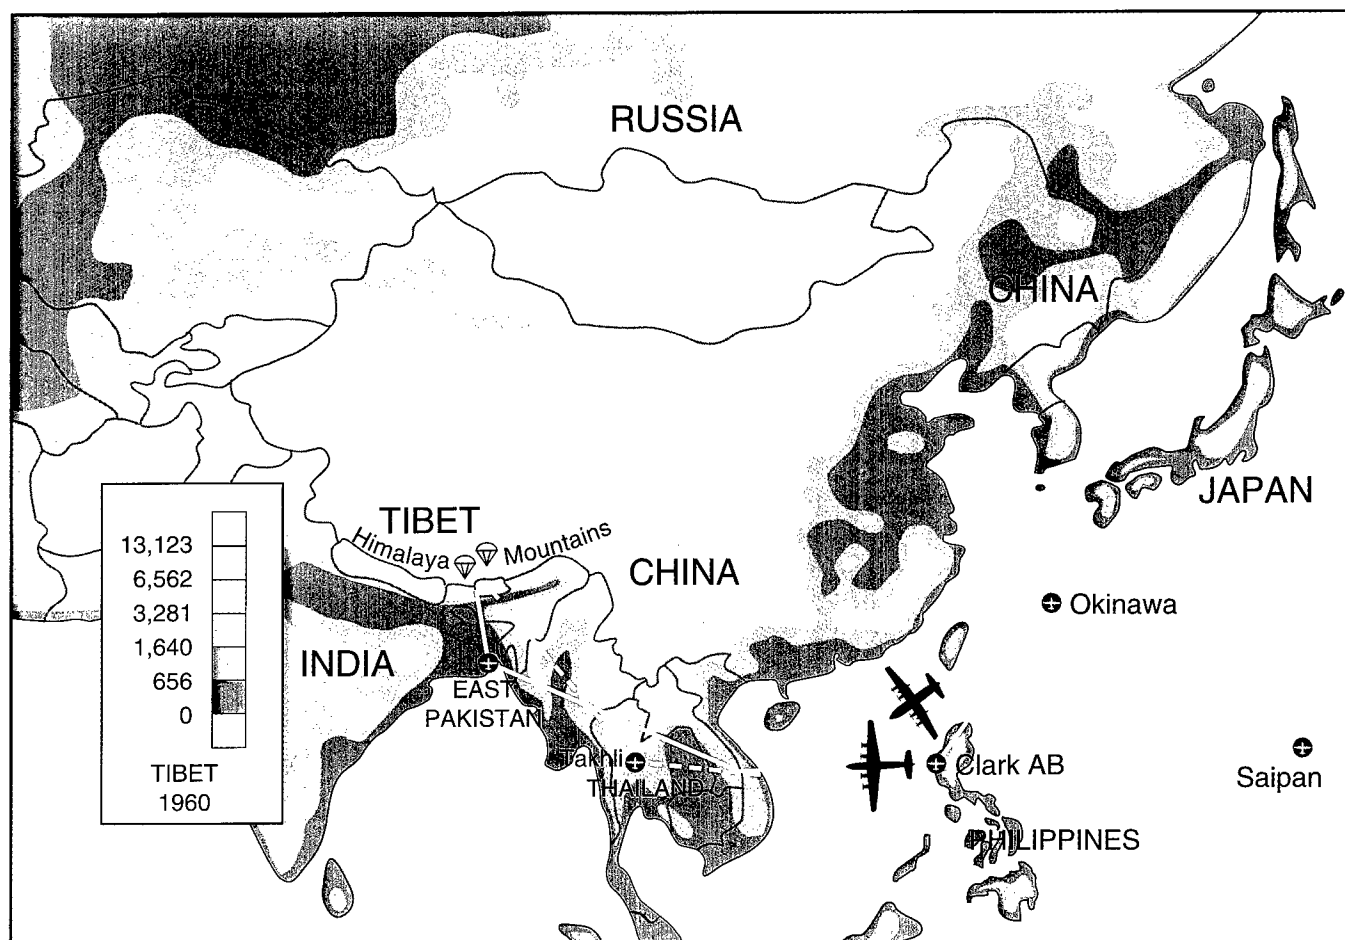 RUSSIA
CHINA
JAPAN
TIBET
Himalaya
Mountains
CHINA
Okinawa
INDIA
EAST
PAKISTAN
Takhli
THAILAND
Clark AB
Saipan
PHILIPPINES
13,123
6,562
3,281
1,640
656
0
TIBET
1960